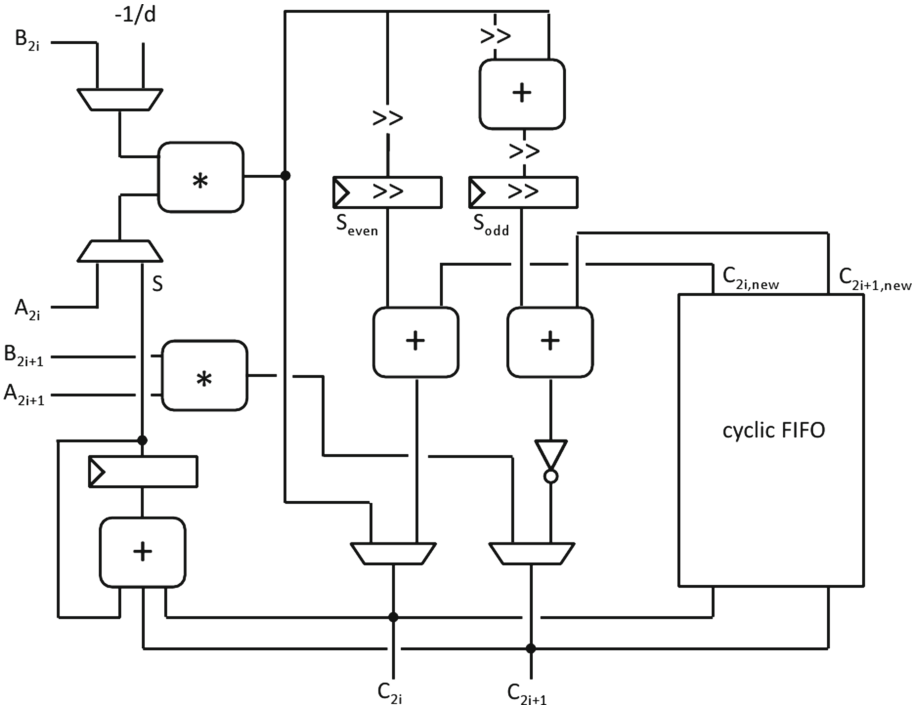 -1/d
B2i
>>
+
>>
>>
*
>> >>
Seven Sodd
S
C2i,new C2i+1,new
A2i
B2i+1
+ +
*
A2i+1
cyclic FIFO
+
C2i C2i+1